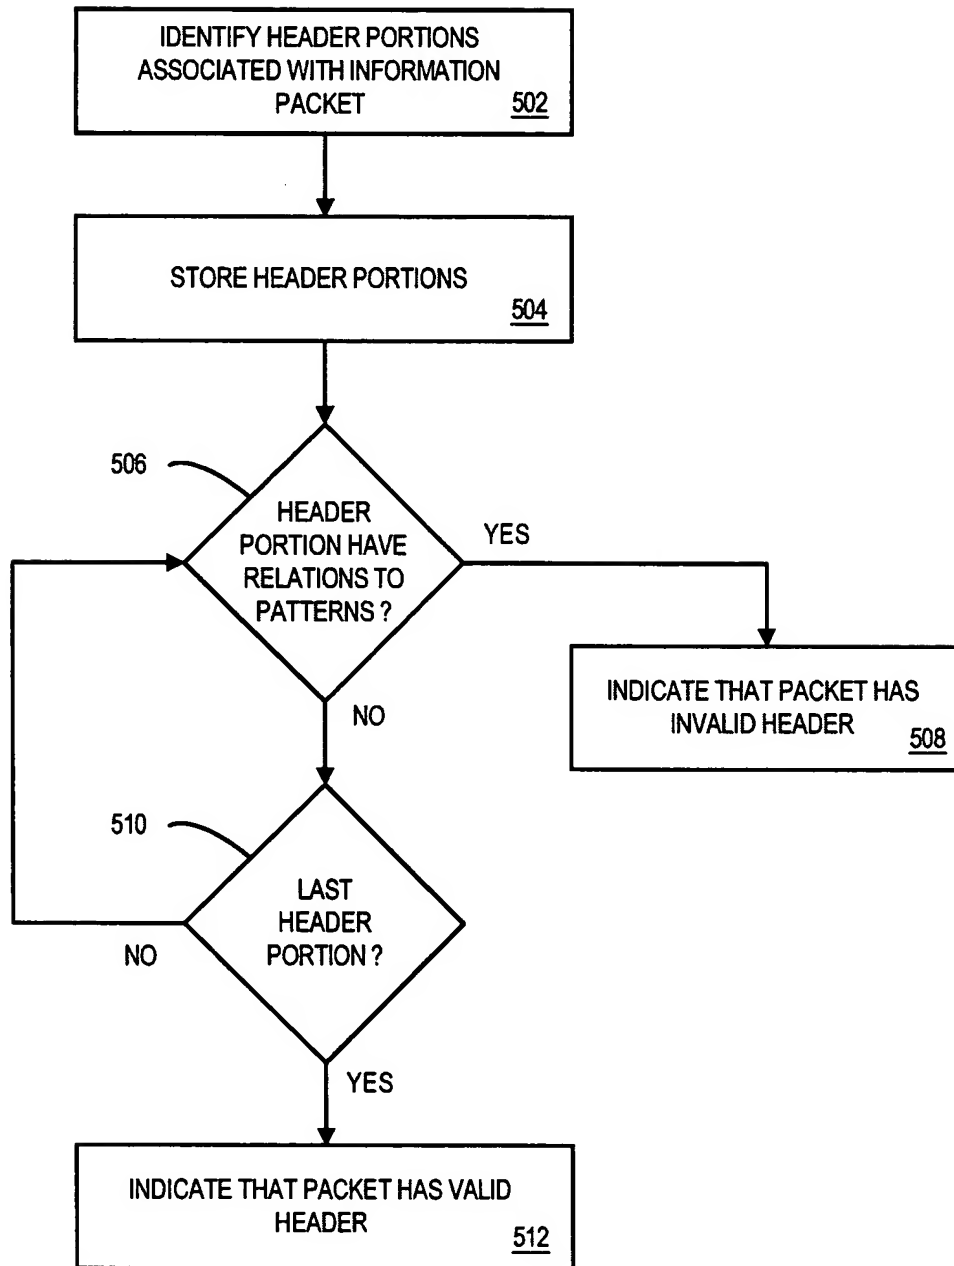 IDENTIFY HEADER PORTIONS
ASSOCIATED WITH INFORMATION
PACKET
502
STORE HEADER PORTIONS
504
506
HEADER
PORTION HAVE
RELATIONS TO
PATTERNS ?
YES
NO
INDICATE THAT PACKET HAS
INVALID HEADER
508
510
LAST
HEADER
PORTION ?
NO
YES
INDICATE THAT PACKET HAS VALID
HEADER
512